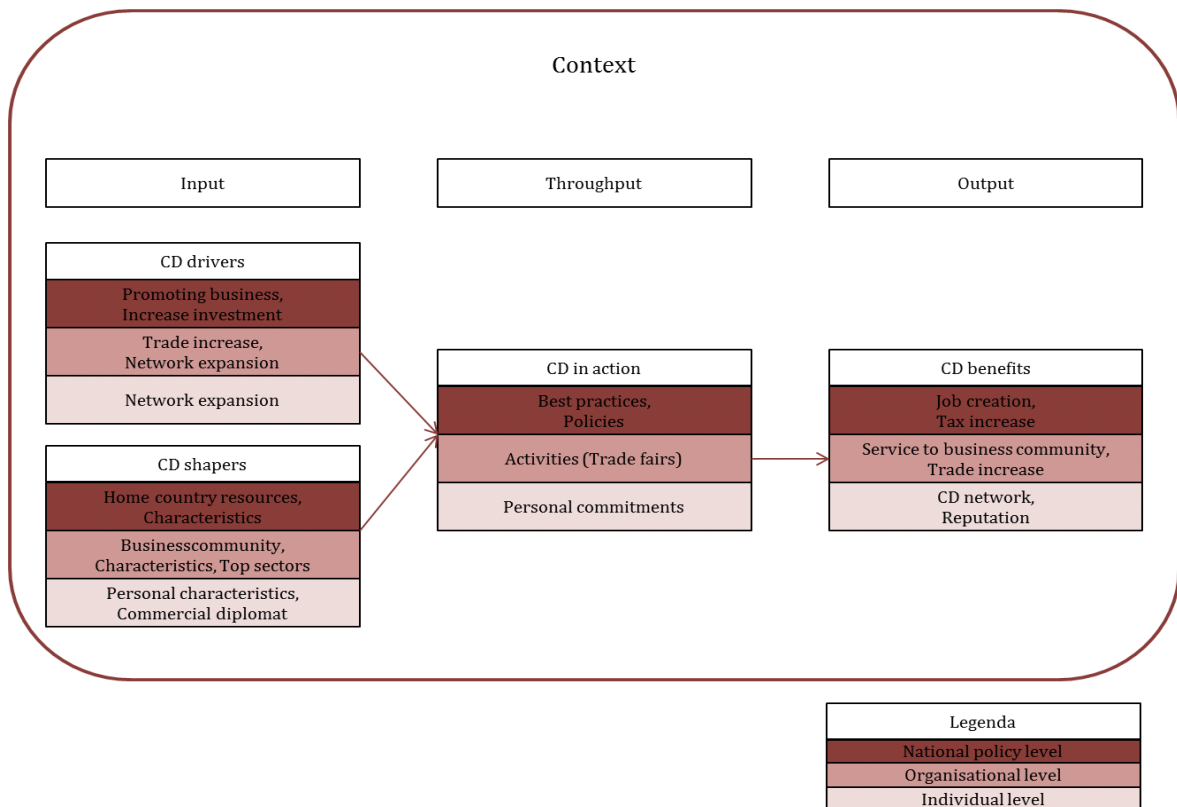 Context
Input
Throughput
Output
CD drivers
Promoting business,
Increase investment
Trade increase,
Network expansion
Network expansion
CD shapers
Home country resources,
Characteristics
Businesscommunity,
Characteristics, Top sectors
Personal characteristics,
Commercial diplomat
CD in action
Best practices,
Policies
Activities (Trade fairs)
Personal commitments
CD benefits
Job creation,
Tax increase
Service to business community,
Trade increase
CD network,
Reputation
Legenda
National policy level
Organisational level
Individual level